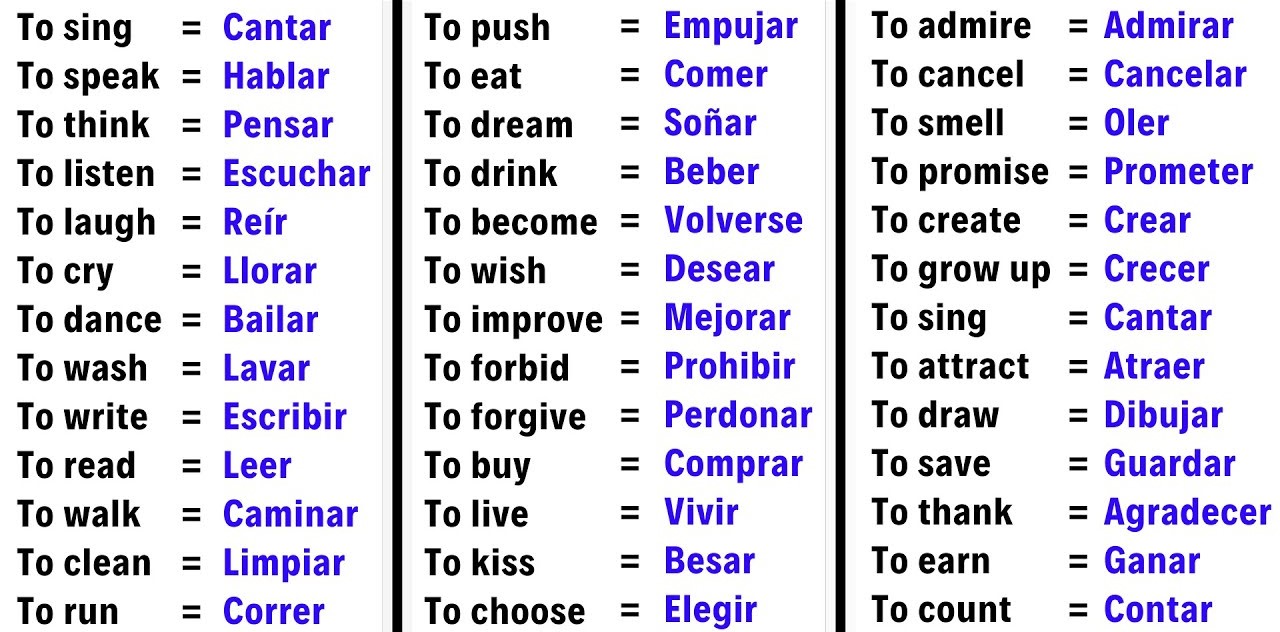 To sing = Cantar
To speak = Hablar
To think = Pensar
To listen = Escuchar
To laugh = Reír
To cry = Llorar
To dance = Bailar
To wash = Lavar
To write = Escribir
To read = Leer
To walk = Caminar
To clean = Limpiar
To run = Correr
To push = Empujar
To eat = Comer
To dream = Soñar
To drink = Beber
To become = Volverse
To wish = Desear
To improve = Mejorar
To forbid = Prohibir
To forgive = Perdonar
To buy = Comprar
To live = Vivir
To kiss = Besar
To choose = Elegir
To admire = Admirar
To cancel = Cancelar
To smell = Oler
To promise = Prometer
To create = Crear
To grow up = Crecer
To sing = Cantar
To attract = Atraer
To draw = Dibujar
To save = Guardar
To thank = Agradecer
To earn = Ganar
To count = Contar